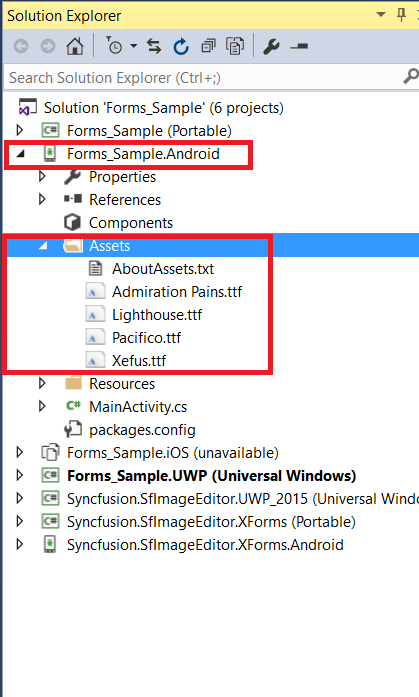 Solution Explorer
Search Solution Explorer (Ctrl+;)
Solution 'Forms_Sample' (6 projects)
C# Forms_Sample (Portable)
Forms_Sample.Android
Properties
References
Components
Assets
AboutAssets.txt
Admiration Pains.ttf
Lighthouse.ttf
Pacifico.ttf
Xefus.ttf
Resources
C# MainActivity.cs
packages.config
Forms_Sample.iOS (unavailable)
C# Forms_Sample.UWP (Universal Windows)
C# Syncfusion.SfImageEditor.UWP_2015 (Universal Windo
C# Syncfusion.SfImageEditor.XForms (Portable)
Syncfusion.SfImageEditor.XForms.Android